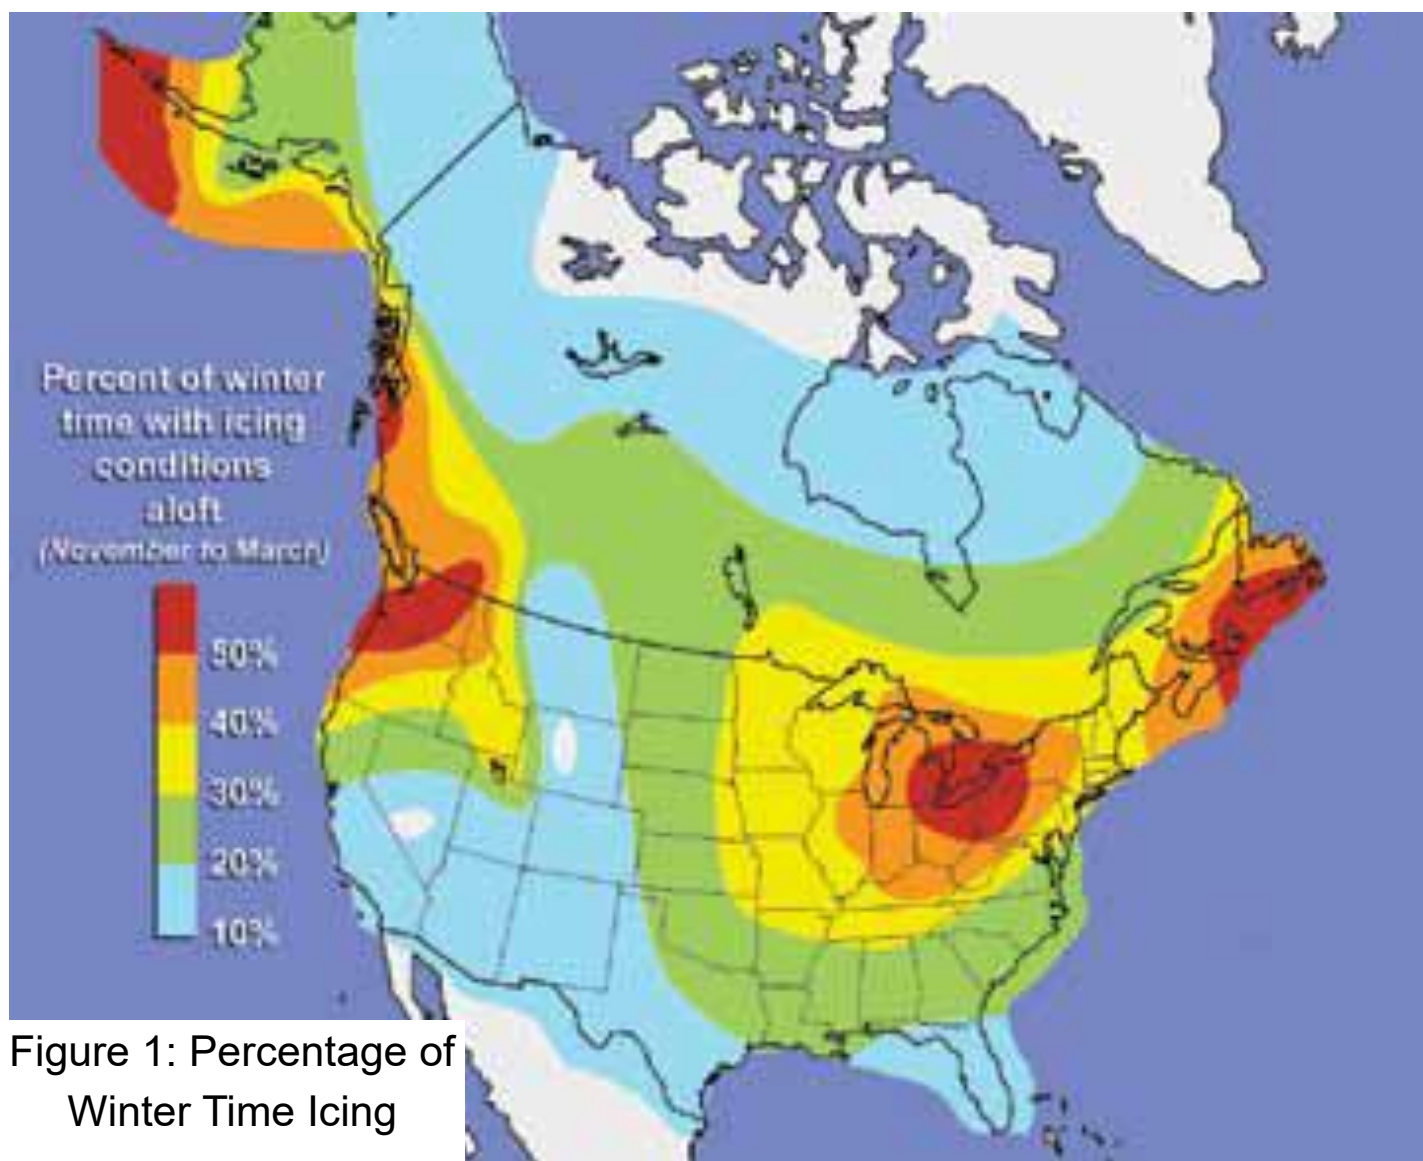 Percent of winter
time with icing
conditions
aloft
(November to March)
50%
40%
30%
20%
10%
Figure 1: Percentage of
Winter Time Icing